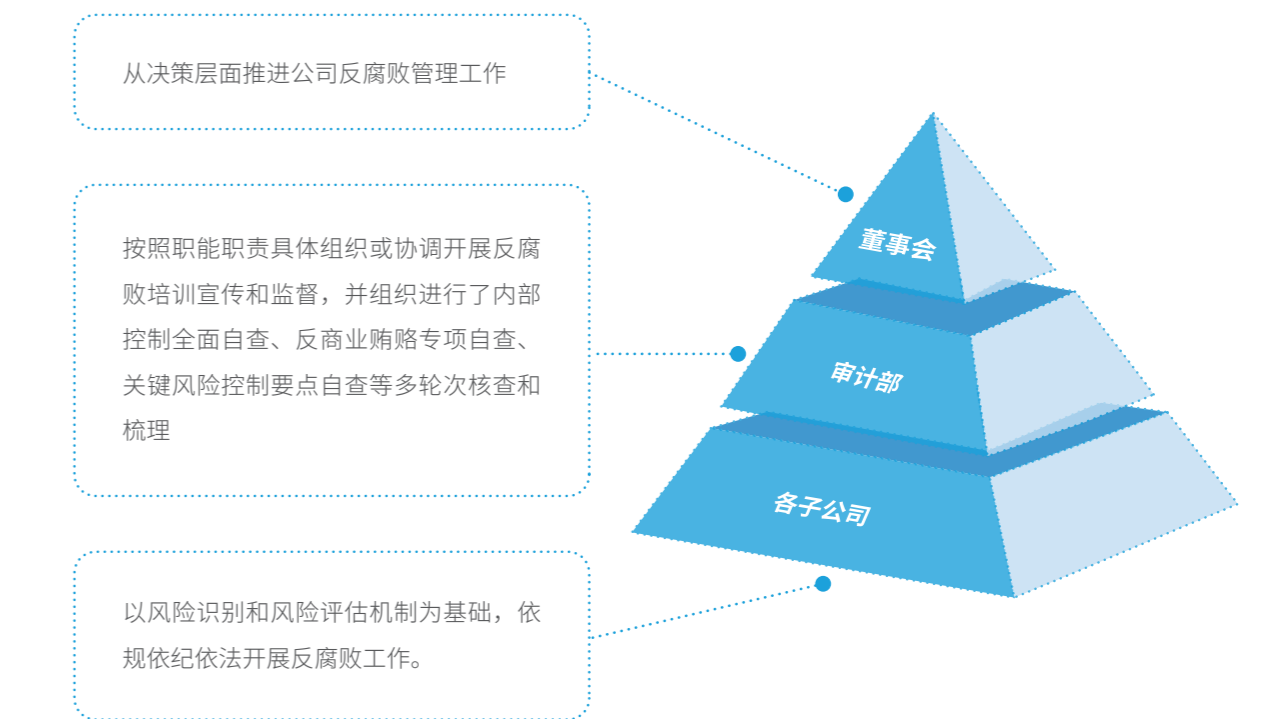 从决策层面推进公司反腐败管理工作
董事会
按照职能职责具体组织或协调开展反腐
败培训宣传和监督，并组织进行了内部
控制全面自查、反商业贿赂专项自查、
关键风险控制要点自查等多轮次核查和
梳理
审计部
各子公司
以风险识别和风险评估机制为基础，依
规依纪依法开展反腐败工作。